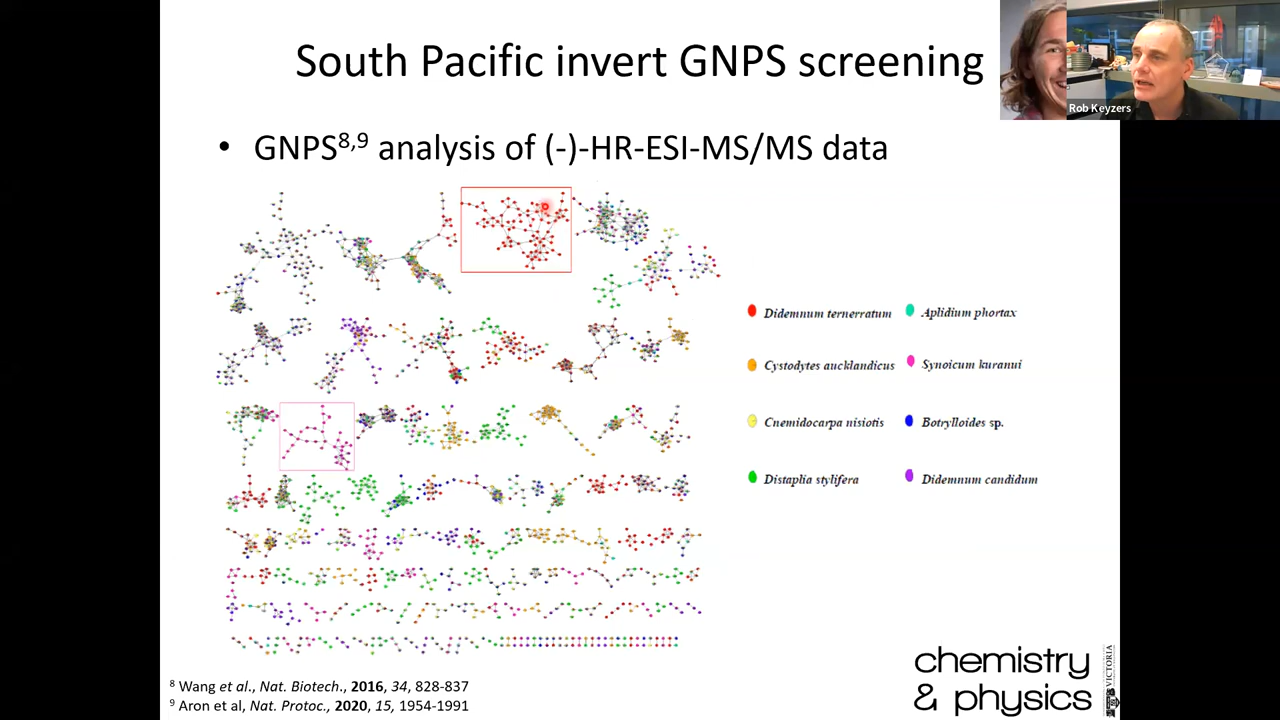 South Pacific invert GNPS screening
Rob Keyzers
• GNPS8,9 analysis of (-)-HR-ESI-MS/MS data
Didemnum ternerratum
Aplidium phortax
Cystodytes aucklandicus
Synoicum kuranui
Cnemidocarpa nisiotis
Botrylloides sp.
Distaplia stylifera
Didemnum candidum
chemistry
& physics
VICTORIA
8 Wang et al., Nat. Biotech., 2016, 34, 828-837
9 Aron et al, Nat. Protoc., 2020, 15, 1954-1991